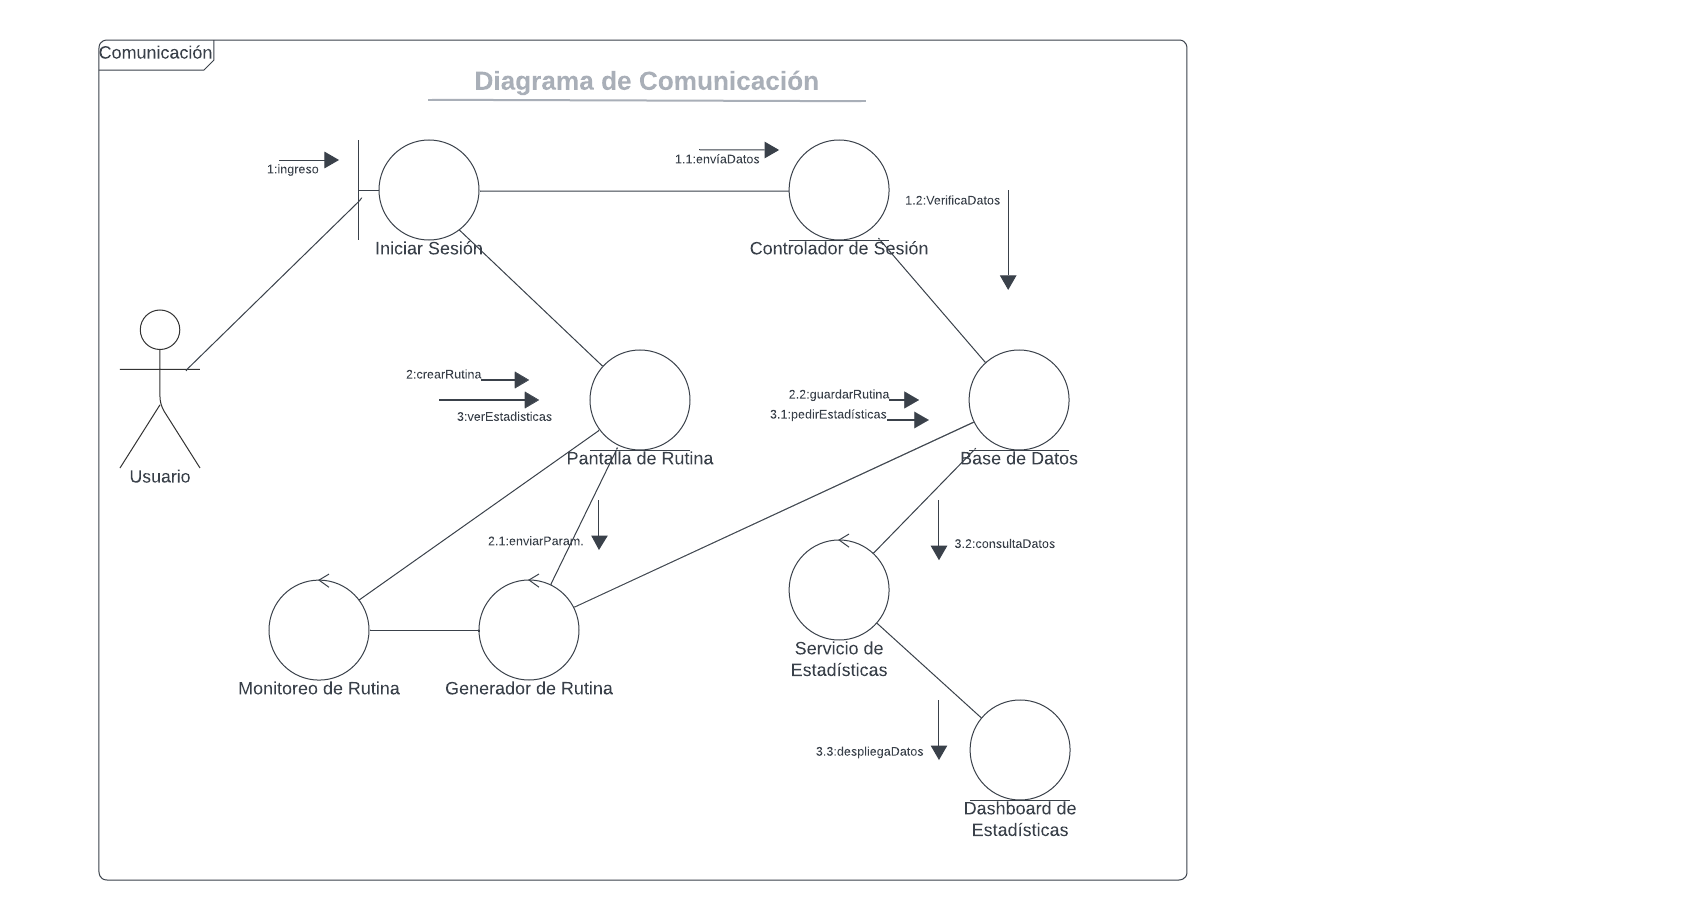 Comunicación
Diagrama de Comunicación
1:ingreso
1.1:envíaDatos
1.2:VerificaDatos
Iniciar Sesión
Controlador de Sesión
2:crearRutina
3:verEstadisticas
2.2:guardarRutina
3.1:pedirEstadísticas
Usuario
Pantalla de Rutina
Base de Datos
2.1:enviarParam.
3.2:consultaDatos
Servicio de
Estadísticas
Monitoreo de Rutina
Generador de Rutina
3.3:despliegaDatos
Dashboard de
Estadísticas